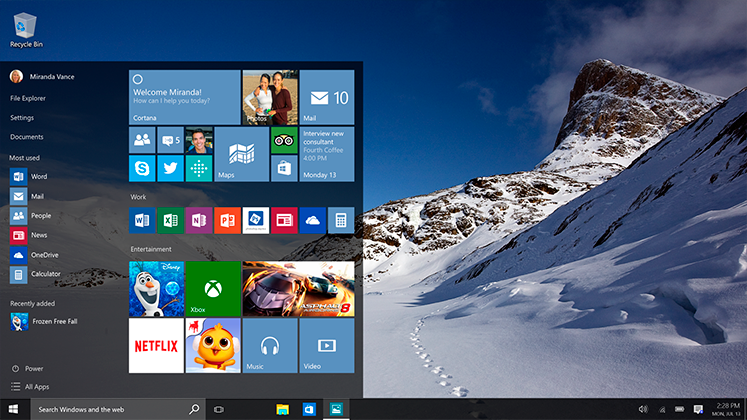 Recycle Bin
Miranda Vance
File Explorer
Settings
Documents
Most used
Word
Mail
People
News
OneDrive
Calculator
Recently added
Frozen Free Fall
Power
All Apps
Welcome Miranda!
How can I help you today?
Cortana
Photos
10
Mail
5
Maps
Interview new
consultant
Fourth Coffee
4:00 PM
Monday 13
Work
Entertainment
Disney
Xbox
ASPHALT 8
NETFLIX
Music
Video
Search Windows and the web
2:28 PM
MON, JUL 13